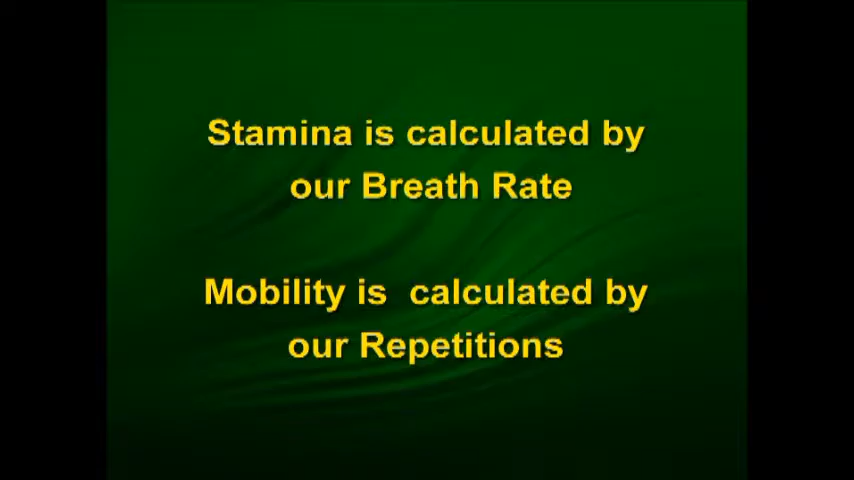 Stamina is calculated by
our Breath Rate
Mobility is  calculated by
our Repetitions